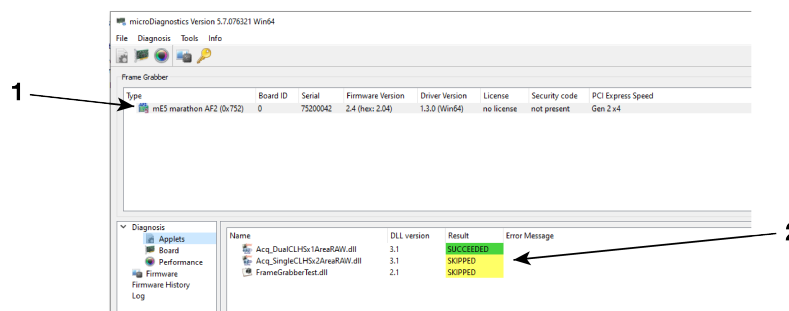 microDiagnostics Version 5.7.076321 Win64
File Diagnosis Tools Info
Frame Grabber
1
Type Board ID Serial Firmware Version Driver Version License Security code PCI Express Speed
mE5 marathon AF2 (0x752) 0 75200042 2.4 (hex: 2.04) 1.3.0 (Win64) no license not present Gen 2 x4
Diagnosis
Applets
Board
Performance
Firmware
Firmware History
Log
Name DLL version Result Error Message
Acq_DualCLHSx1AreaRAW.dll 3.1 SUCCEEDED
Acq_SingleCLHSx2AreaRAW.dll 3.1 SKIPPED
FrameGrabberTest.dll 2.1 SKIPPED
2